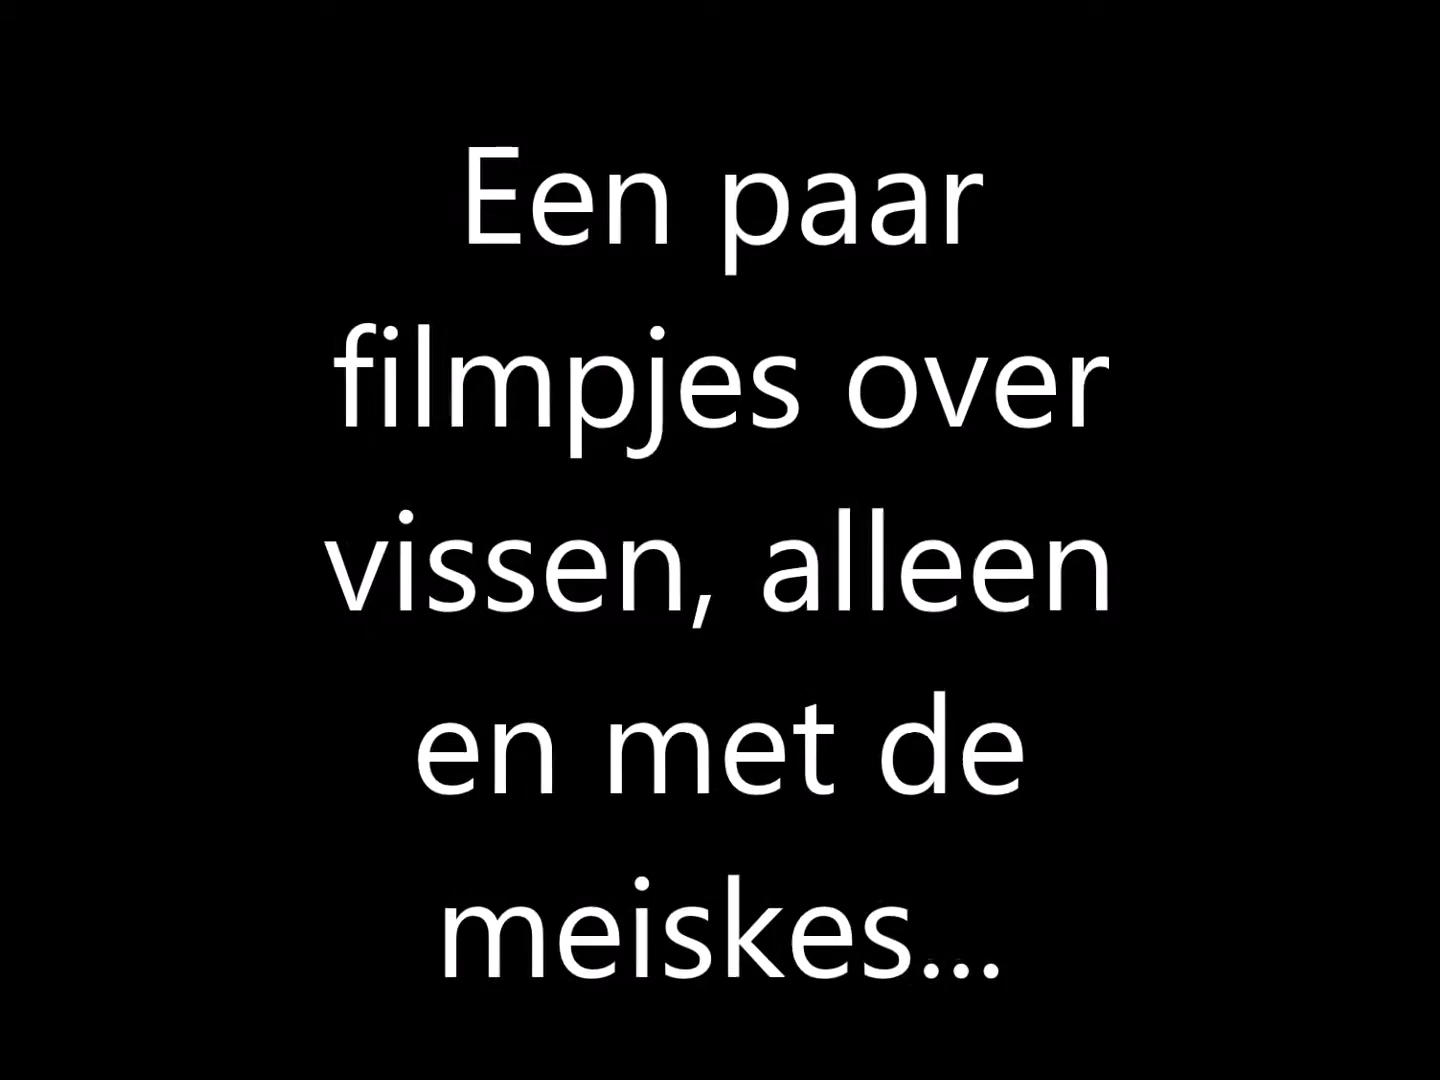 Een paar
filmpjes over
vissen, alleen
en met de
meiskes...